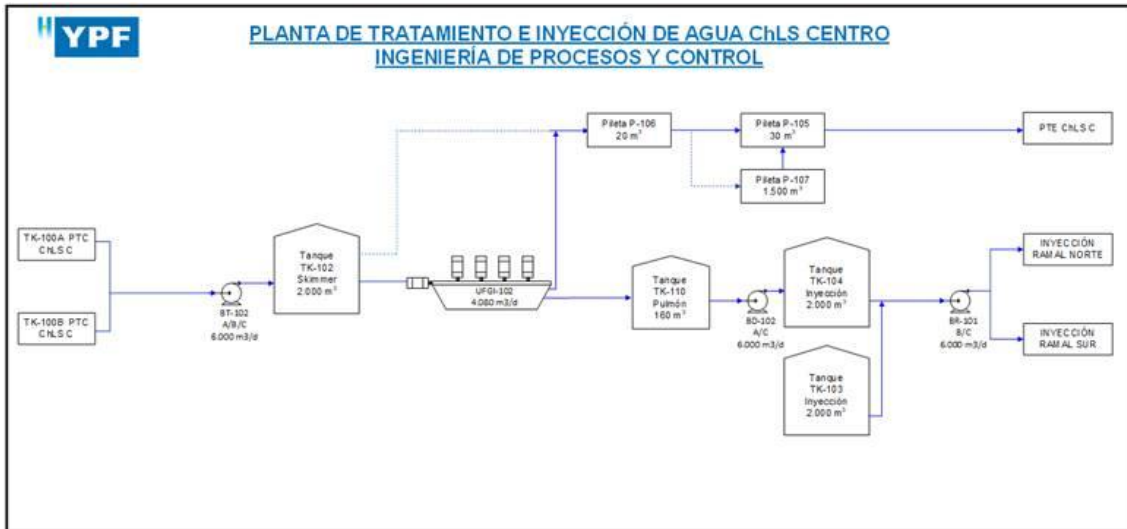 YPF
PLANTA DE TRATAMIENTO E INYECCIÓN DE AGUA ChLS CENTRO
INGENIERÍA DE PROCESOS Y CONTROL
Pileta P-106
20 m³
Pileta P-105
30 m³
PTE ChLSC
Pileta P-107
1.500 m³
TK-100A PTC
ChLSC
Tanque
TK-102
Skimmer
2.000 m³
UFGI-102
4.080 m3/d
Tanque
TK-110
Pulmón
160 m³
Tanque
TK-104
Inyección
2.000 m³
INYECCIÓN
RAMAL NORTE
TK-100B PTC
ChLSC
BT-102
A/B/C
6.000 m3/d
BD-102
A/C
6.000 m3/d
BR-101
B/C
6.000 m3/d
INYECCIÓN
RAMAL SUR
Tanque
TK-103
Inyección
2.000 m³